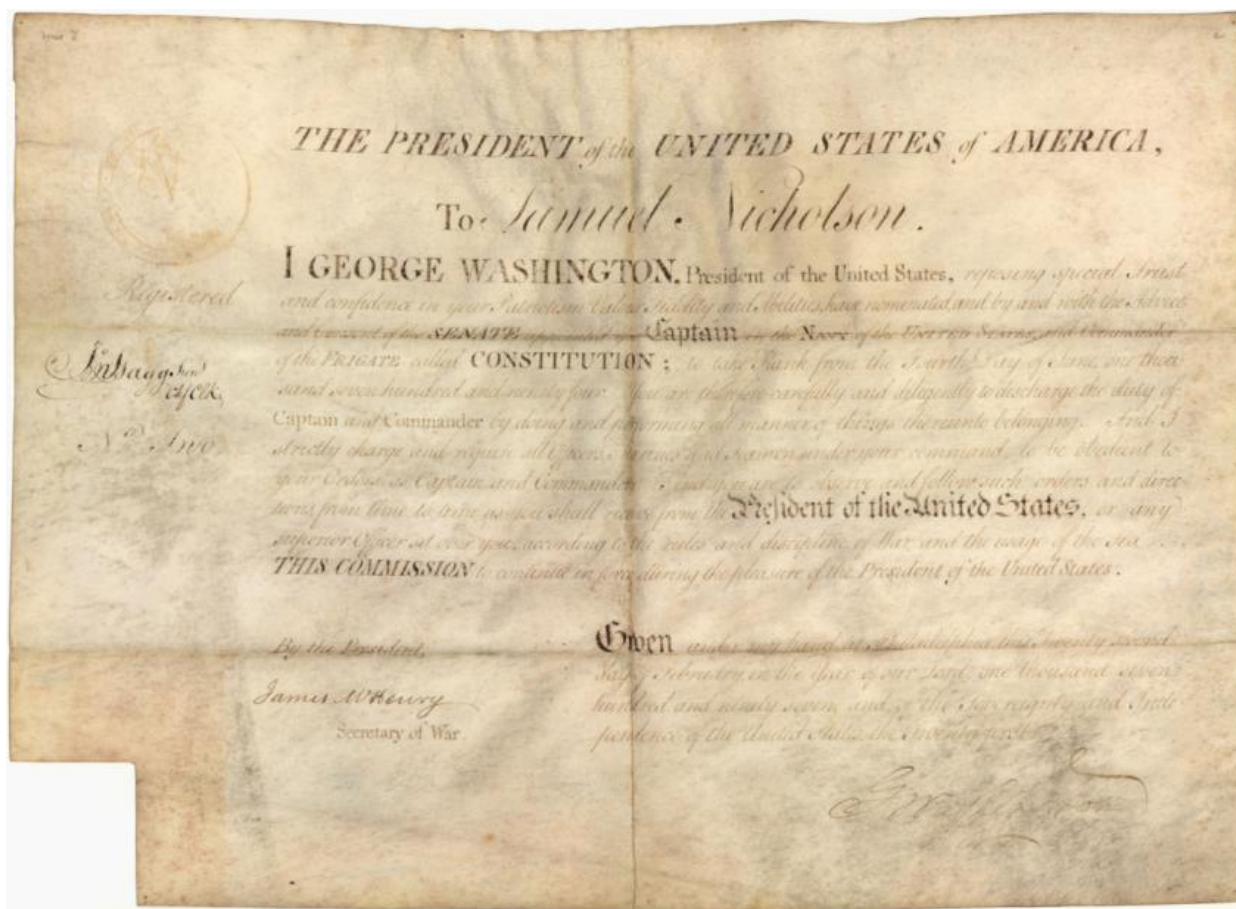 THE PRESIDENT of the UNITED STATES of AMERICA,
To Samuel Nicholson.
I GEORGE WASHINGTON, President of the United States, reposing special Trust
and confidence in your Patriotism Valour Fidelity and Abilities, have nominated, and by and with the Advice
and Consent of the SENATE appointed you Captain in the Navy of the UNITED STATES, and Commander
of the FRIGATE called CONSTITUTION; to take Rank from the Fourth Day of June, one thou
sand seven hundred and ninety four. You are therefore carefully and diligently to discharge the duty of
Captain and Commander by doing and performing all manner of things thereunto belonging. And I
strictly charge and require all Officers, Marines and Seamen under your command, to be obedient to
your Orders as Captain and Commander. And you are to observe and follow such orders and direc
tions from time to time as you shall receive from the President of the United States, or any
superior Officer set over you, according to the rules and discipline of War, and the usage of the Sea
THIS COMMISSION to continue in force during the pleasure of the President of the United States.
Given under my hand at Philadelphia this twenty second
Day of February in the Year of our Lord one thousand seven
hundred and ninety seven and of the Sovereignty and Inde
pendence of the United States the twenty first
By the President,
James McHenry
Secretary of War.
Registered
No. Two